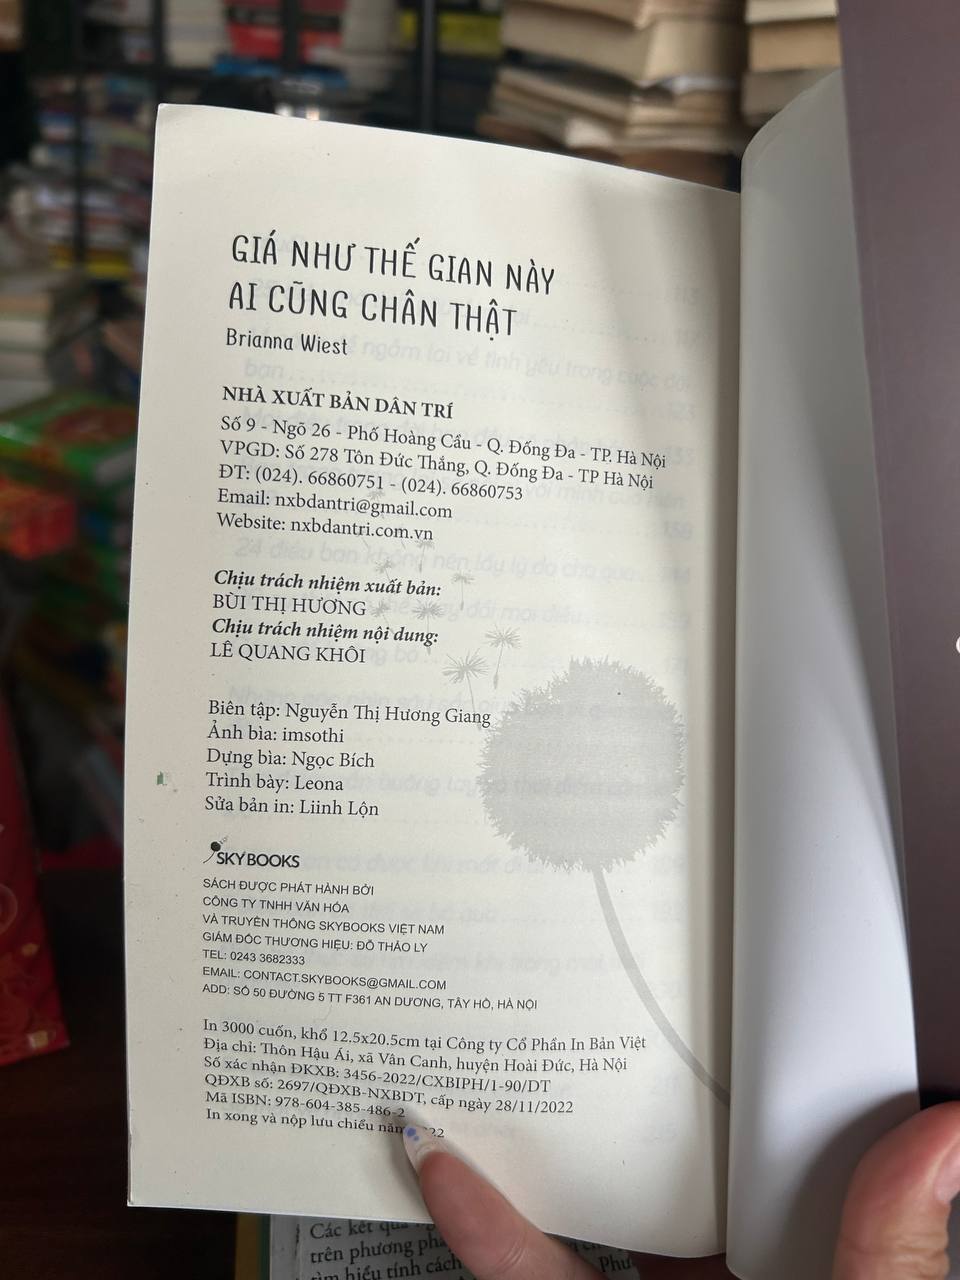 GIÁ NHƯ THẾ GIAN NÀY
AI CŨNG CHÂN THẬT
Brianna Wiest
NHÀ XUẤT BẢN DÂN TRÍ
Số 9 - Ngõ 26 - Phố Hoàng Cầu - Q. Đống Đa - TP. Hà Nội
VPGD: Số 278 Tôn Đức Thắng, Q. Đống Đa - TP Hà Nội
ĐT: (024). 66860751 - (024). 66860753
Email: nxbdantri@gmail.com
Website: nxbdantri.com.vn
Chịu trách nhiệm xuất bản:
BÙI THỊ HƯƠNG
Chịu trách nhiệm nội dung:
LÊ QUANG KHÔI
Biên tập: Nguyễn Thị Hương Giang
Ảnh bìa: imsothi
Dựng bìa: Ngọc Bích
Trình bày: Leona
Sửa bản in: Liinh Lộn
SKYBOOKS
SÁCH ĐƯỢC PHÁT HÀNH BỞI
CÔNG TY TNHH VĂN HÓA
VÀ TRUYỀN THÔNG SKYBOOKS VIỆT NAM
GIÁM ĐỐC THƯƠNG HIỆU: ĐỖ THẢO LY
TEL: 0243 3682333
EMAIL: CONTACT.SKYBOOKS@GMAIL.COM
ADD: SỐ 50 ĐƯỜNG 5 TT F361 AN DƯƠNG, TÂY HỒ, HÀ NỘI
In 3000 cuốn, khổ 12.5x20.5cm tại Công ty Cổ Phần In Bản Việt
Địa chỉ: Thôn Hậu Ái, xã Vân Canh, huyện Hoài Đức, Hà Nội
Số xác nhận ĐKXB: 3456-2022/CXBIPH/1-90/DT
QĐXB số: 2697/QĐXB-NXBDT, cấp ngày 28/11/2022
Mã ISBN: 978-604-385-486-2
In xong và nộp lưu chiểu năm
Các kết quả
trên phương
tìm hiểu tính cách